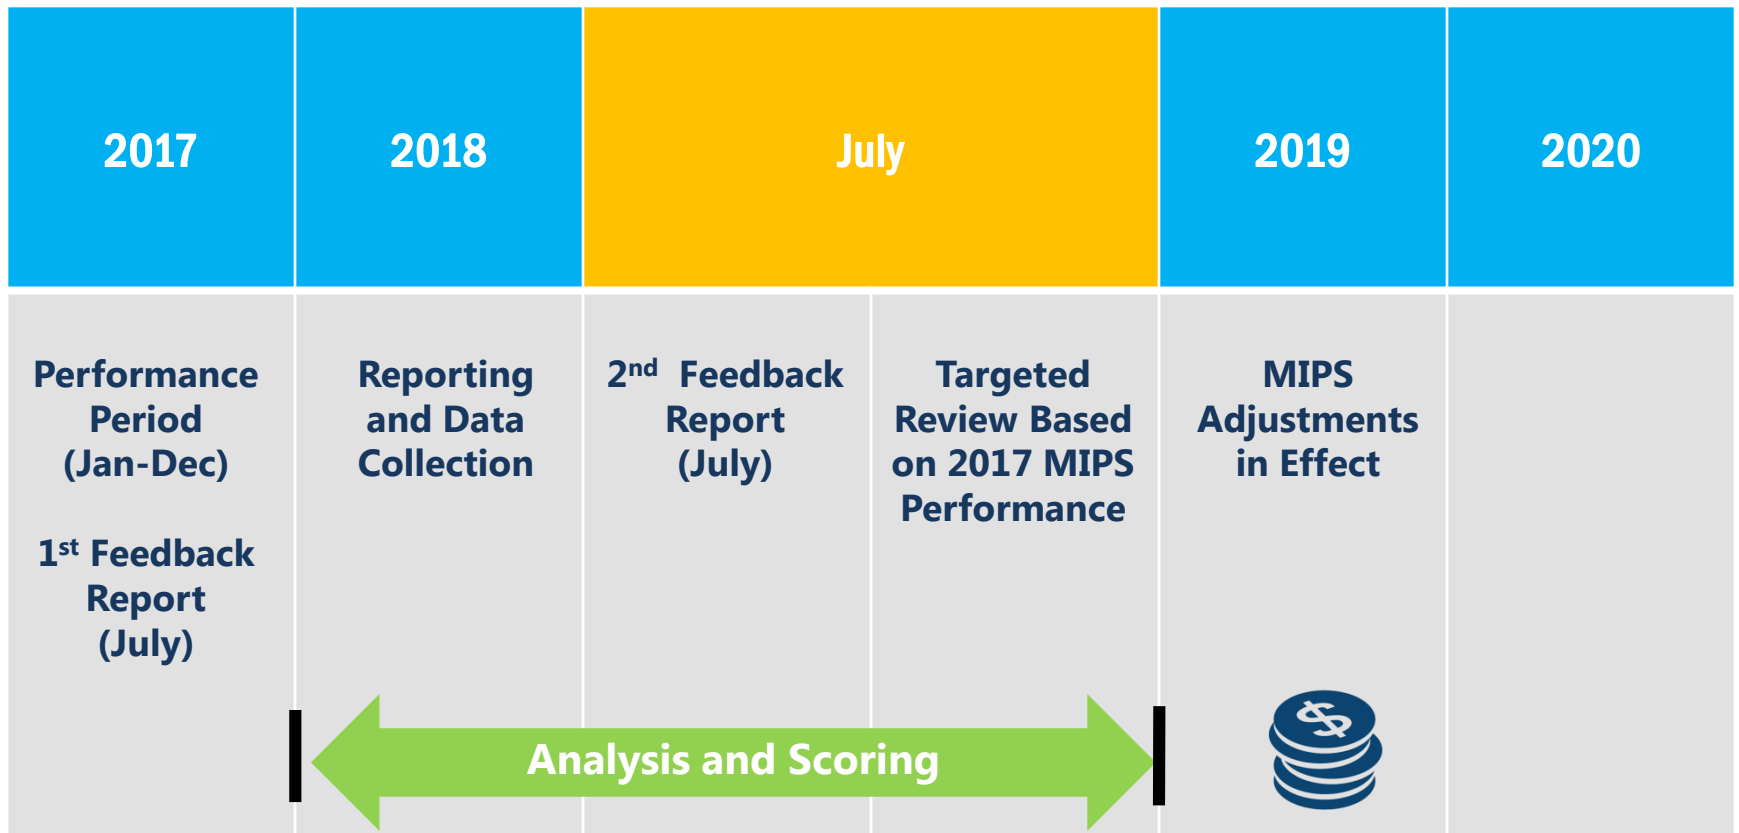 2017
2018
July
2019
2020
Performance
Period
(Jan-Dec)
1st Feedback
Report
(July)
Reporting
and Data
Collection
2nd Feedback
Report
(July)
Targeted
Review Based
on 2017 MIPS
Performance
MIPS
Adjustments
in Effect
Analysis and Scoring
$